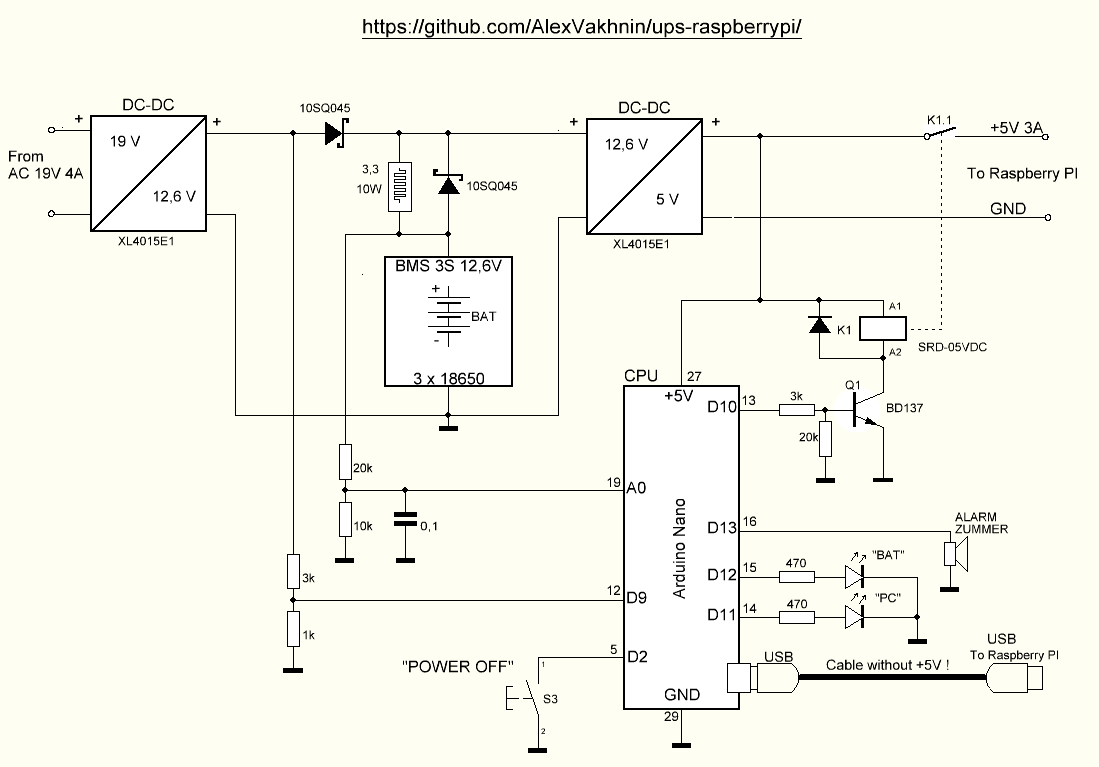 https://github.com/AlexVakhnin/ups-raspberrypi/
DC-DC
+
19 V
12,6 V
+
XL4015E1
From
AC 19V 4A
10SQ045
3,3
10W
10SQ045
BMS 3S 12,6V
+
BAT
-
3 x 18650
DC-DC
+
12,6 V
5 V
+
XL4015E1
K1.1
+5V 3A
To Raspberry PI
GND
A1
K1
A2
SRD-05VDC
Q1
BD137
3k
20k
CPU
27
+5V
D10
13
20k
10k
0,1
19
A0
Arduino Nano
D13
16
ALARM
ZUMMER
3k
1k
12
D9
D12
15
470
"BAT"
D11
14
470
"PC"
5
D2
"POWER OFF"
1
S3
2
GND
29
USB
Cable without +5V !
USB
To Raspberry PI